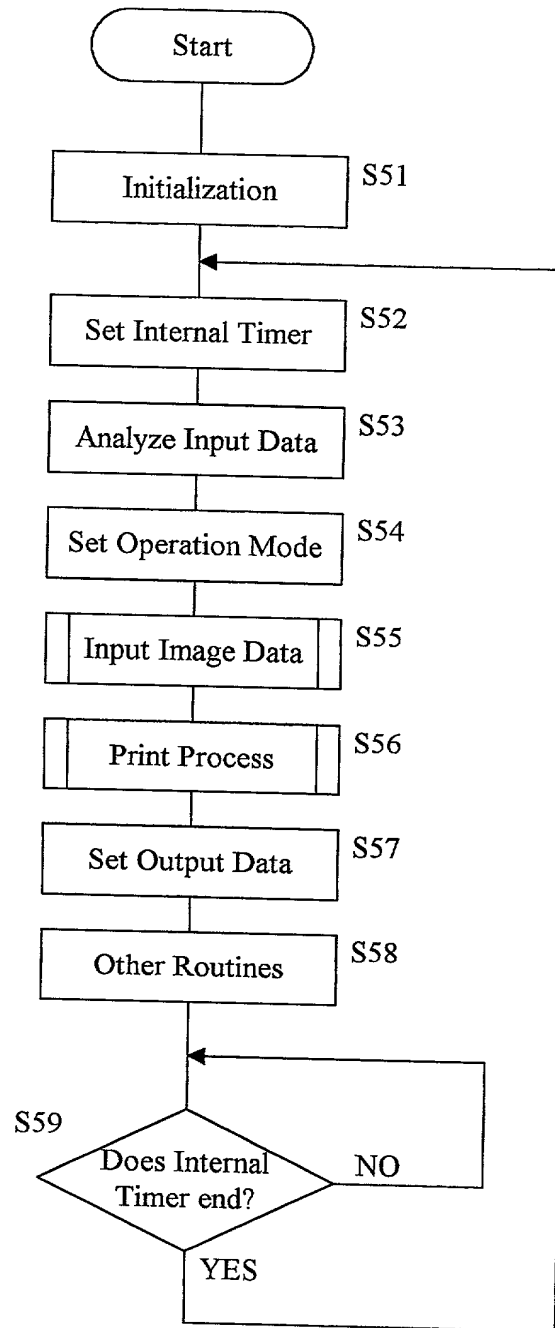 Start
Initialization
S51
Set Internal Timer
S52
Analyze Input Data
S53
Set Operation Mode
S54
Input Image Data
S55
Print Process
S56
Set Output Data
S57
Other Routines
S58
S59
Does Internal
Timer end?
NO
YES